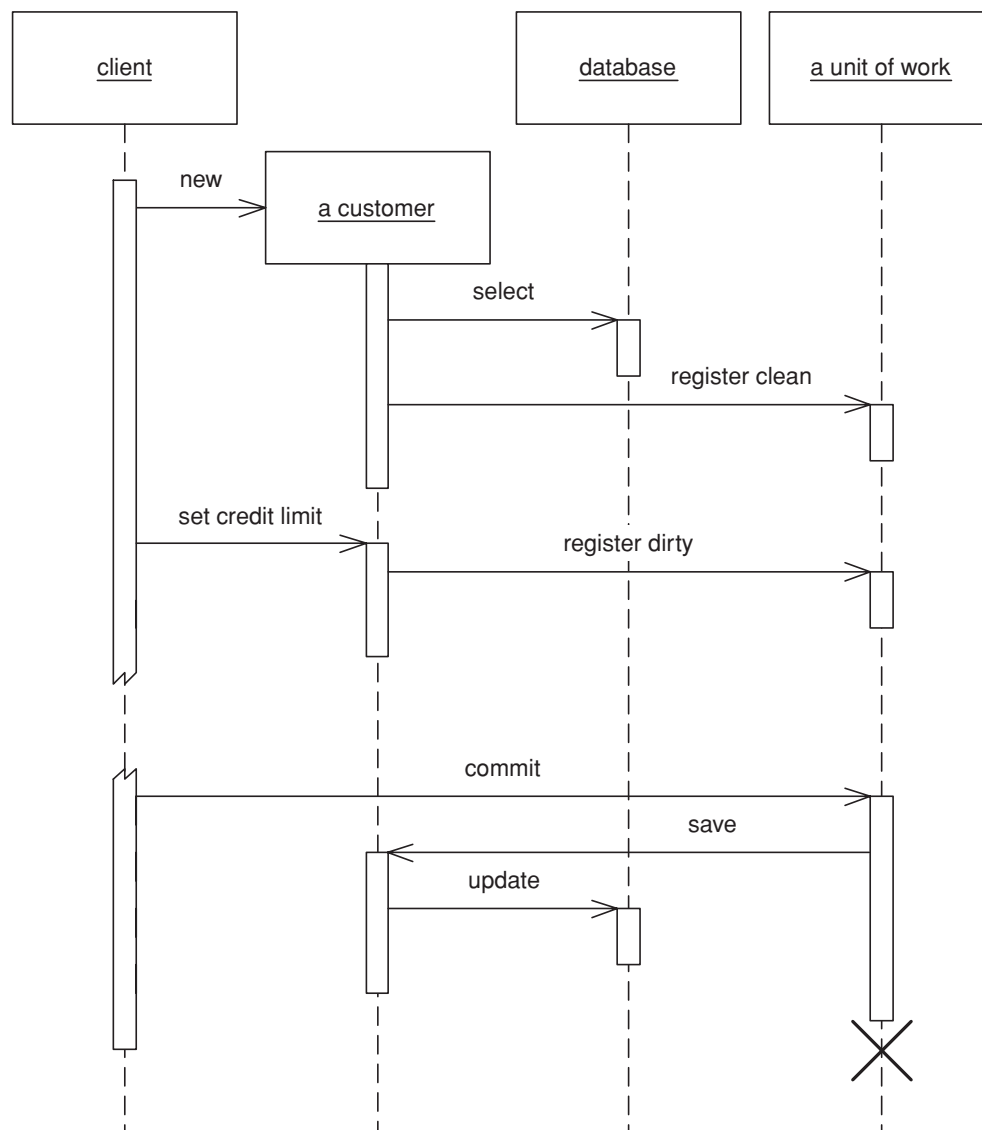 client
database
a unit of work
new
a customer
select
register clean
set credit limit
register dirty
commit
save
update